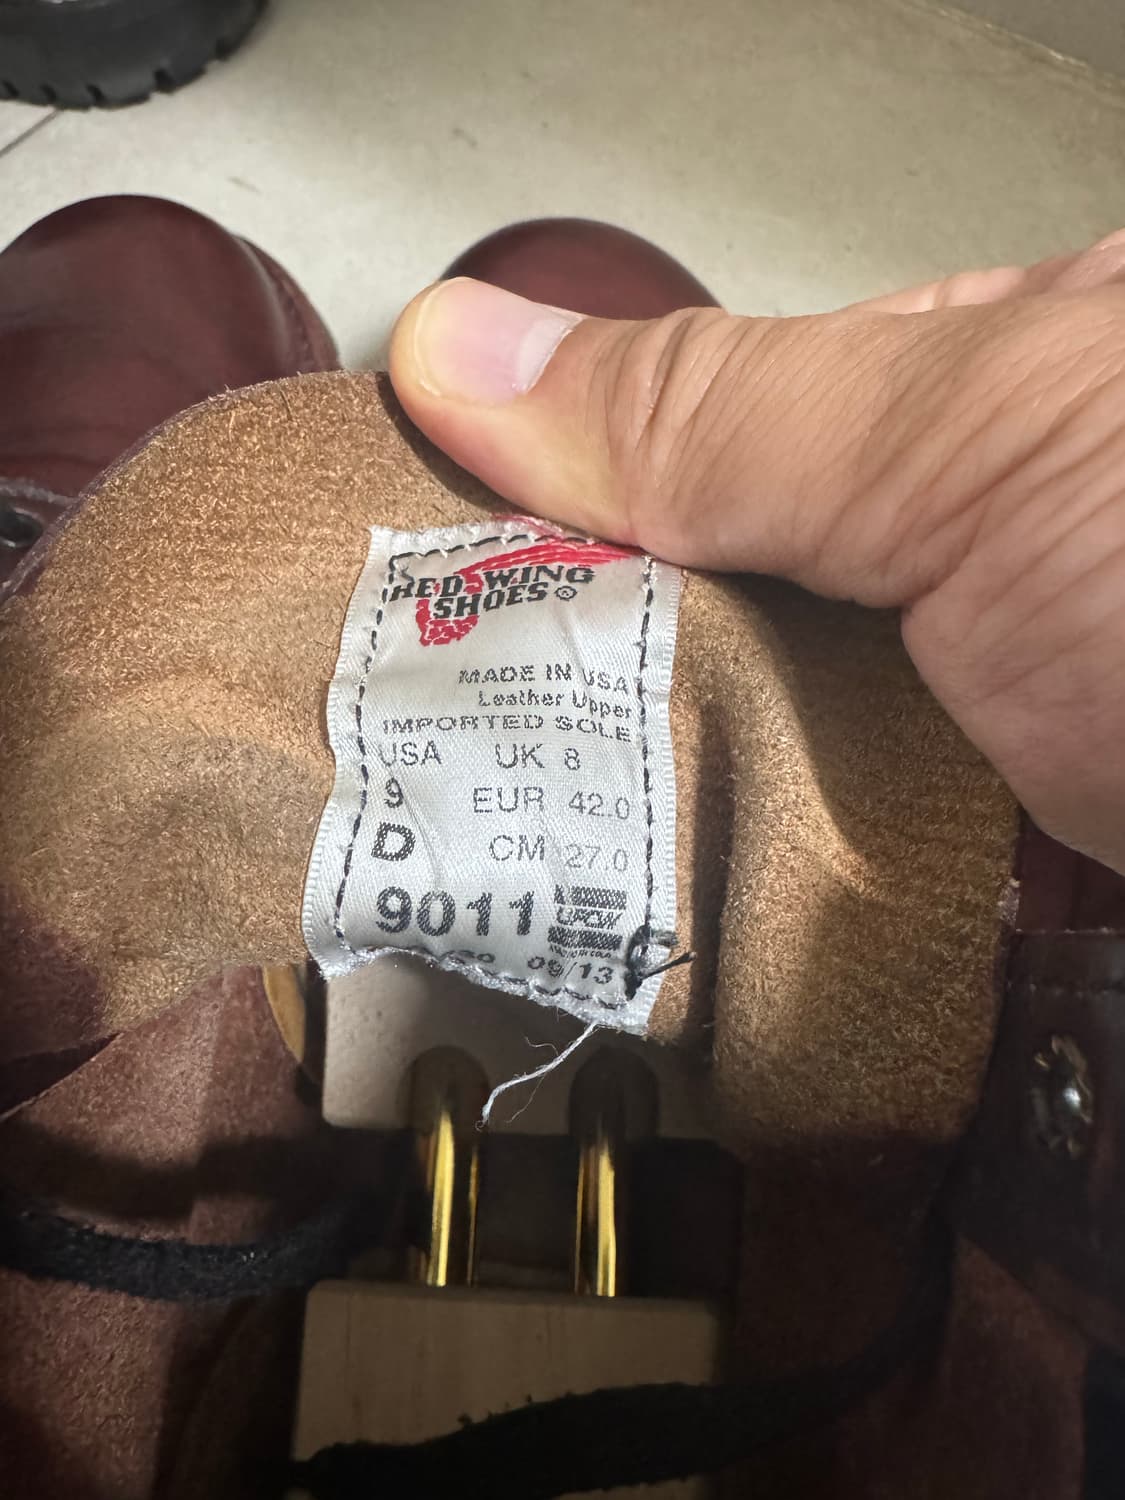 RED WING
SHOES®
MADE IN USA
Leather Upper
IMPORTED SOLE
USA UK 8
9 EUR 42.0
D CM 27.0
9011
UFCW
09/13